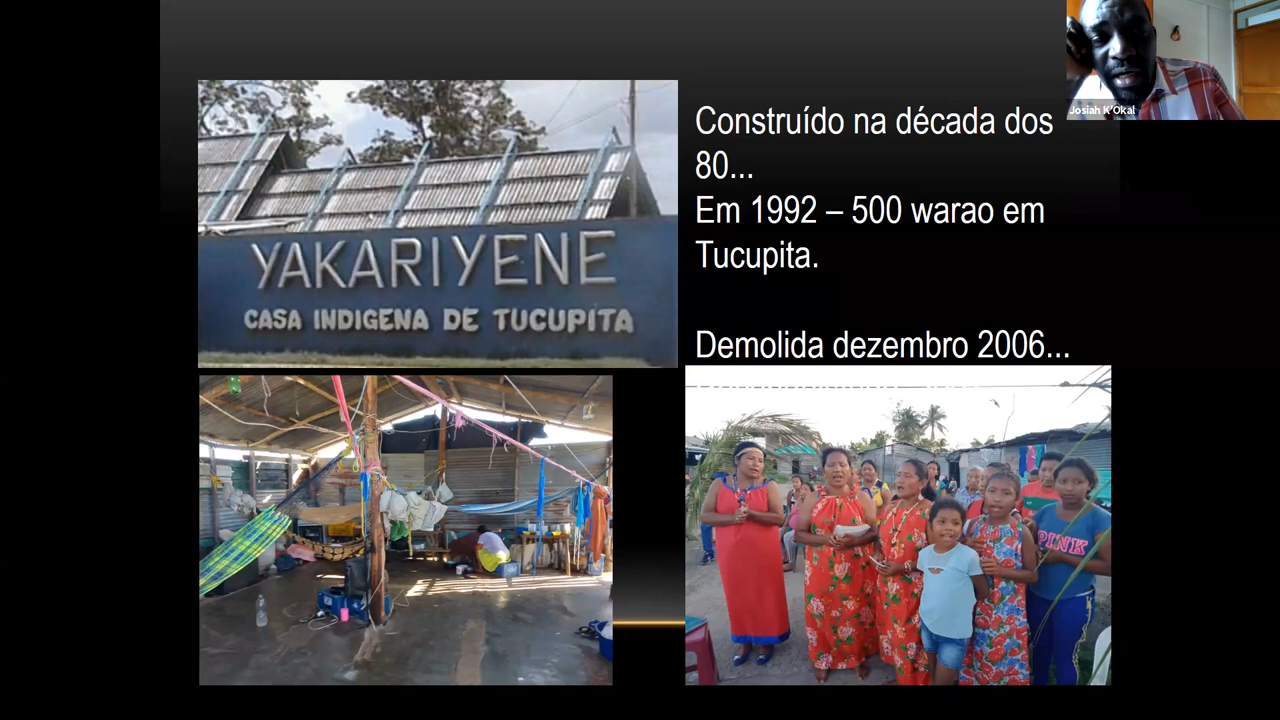 Josiah K'Okal
Construído na década dos
80...
Em 1992 – 500 warao em
Tucupita.
Demolida dezembro 2006...
YAKARIYENE
CASA INDIGENA DE TUCUPITA
PINK